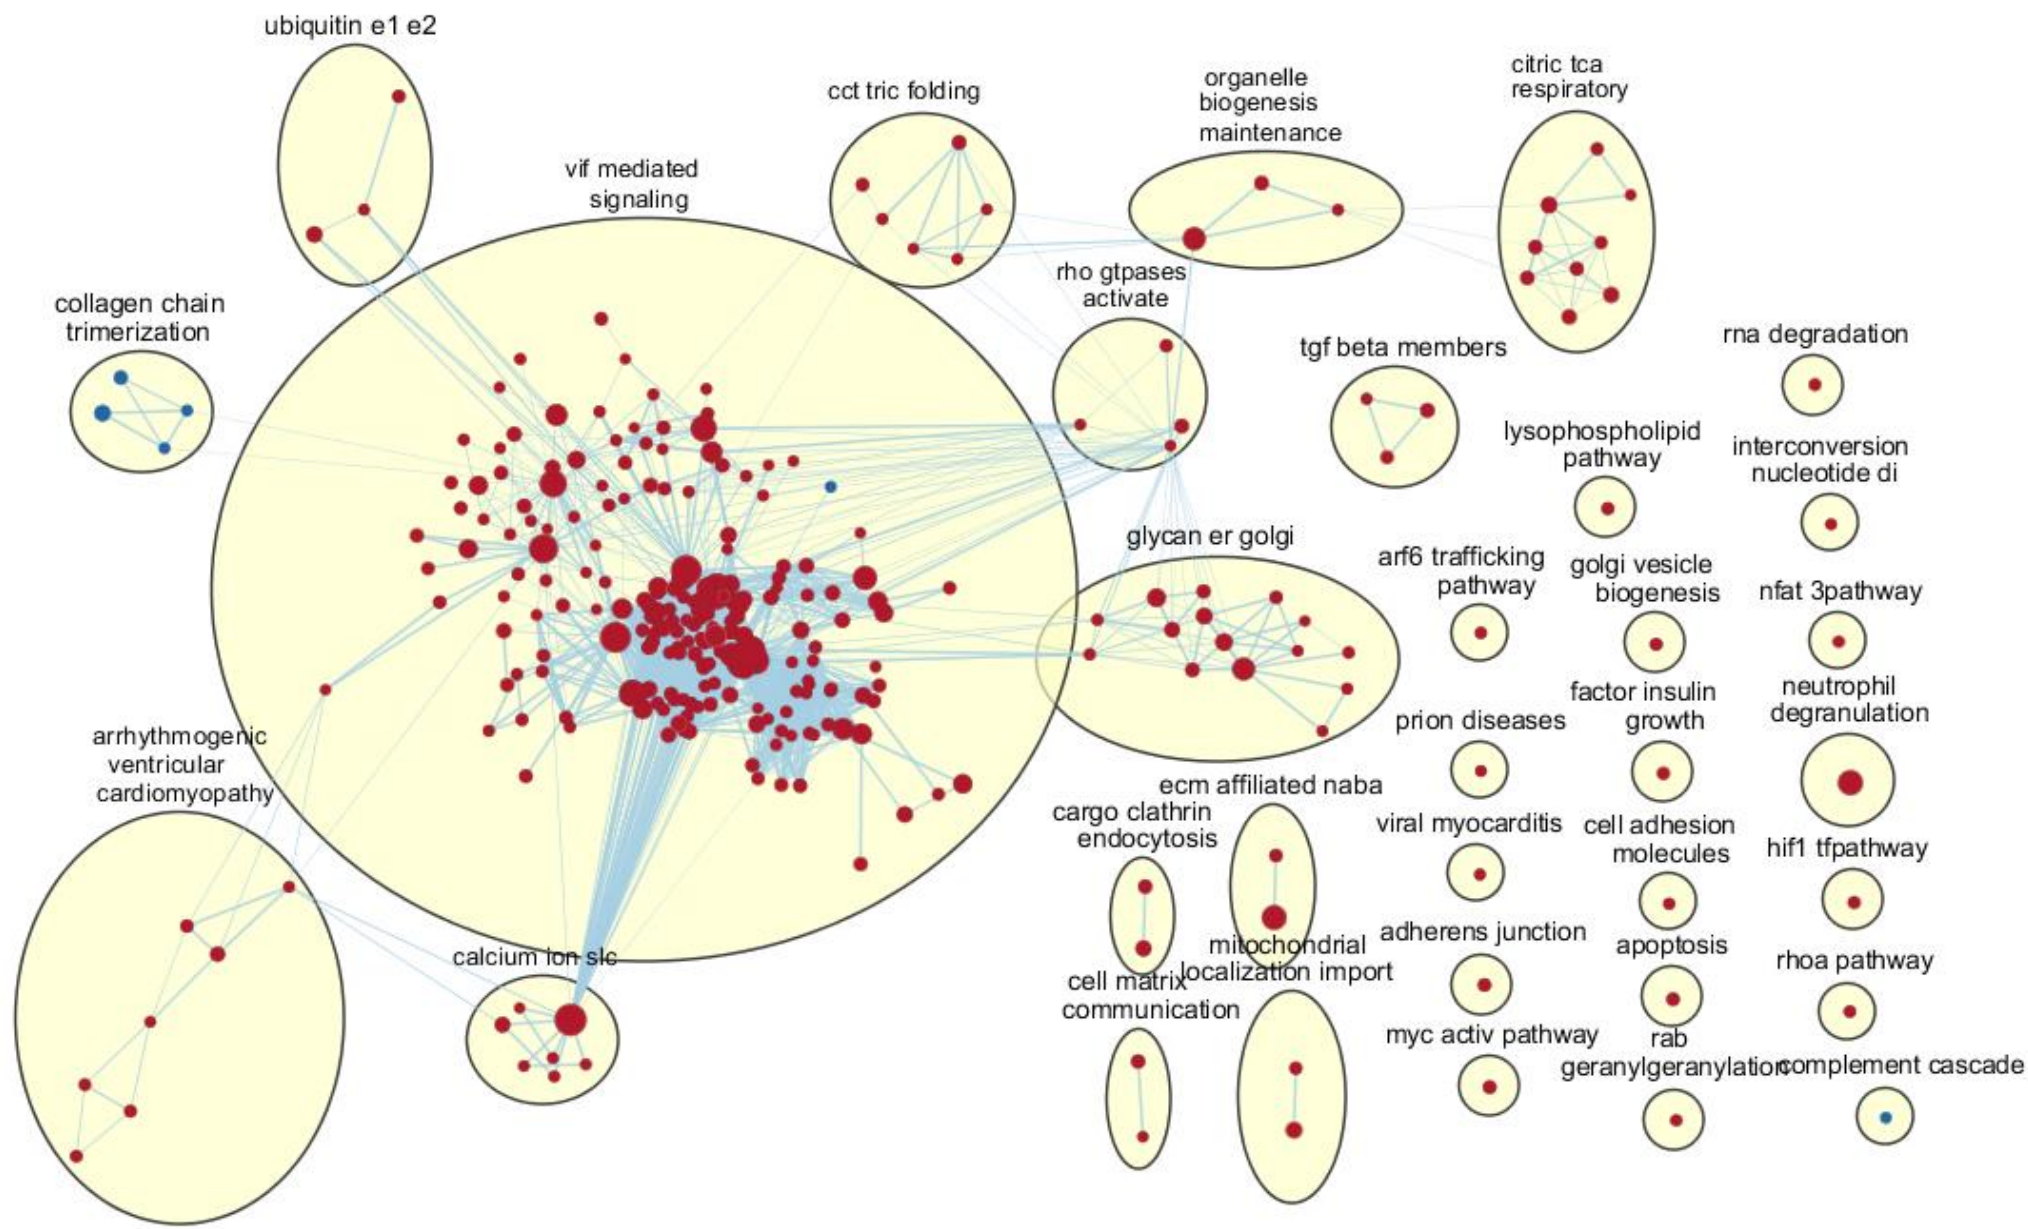 ubiquitin e1 e2
vif mediated
signaling
cct tric folding
organelle
biogenesis
maintenance
citric tca
respiratory
collagen chain
trimerization
rho gtpases
activate
tgf beta members
rna degradation
lysophospholipid
pathway
interconversion
nucleotide di
glycan er golgi
arf6 trafficking
pathway
golgi vesicle
biogenesis
nfat 3pathway
factor insulin
growth
neutrophil
degranulation
prion diseases
arrhythmogenic
ventricular
cardiomyopathy
ecm affiliated naba
cargo clathrin
endocytosis
viral myocarditis
cell adhesion
molecules
hif1 tfpathway
calcium ion slc
mitochondrial
localization import
adherens junction
apoptosis
rhoa pathway
cell matrix
communication
myc activ pathway
rab
geranylgeranylation
complement cascade